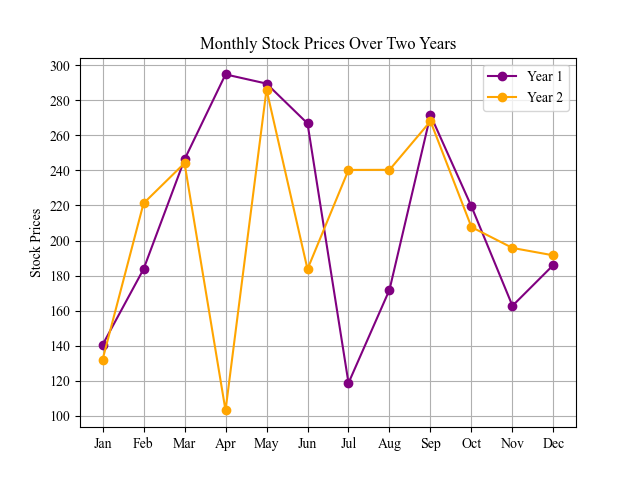 Monthly Stock Prices Over Two Years
Year 1
Year 2
Stock Prices
300
280
260
240
220
200
180
160
140
120
100
Jan Feb Mar Apr May Jun Jul Aug Sep Oct Nov Dec